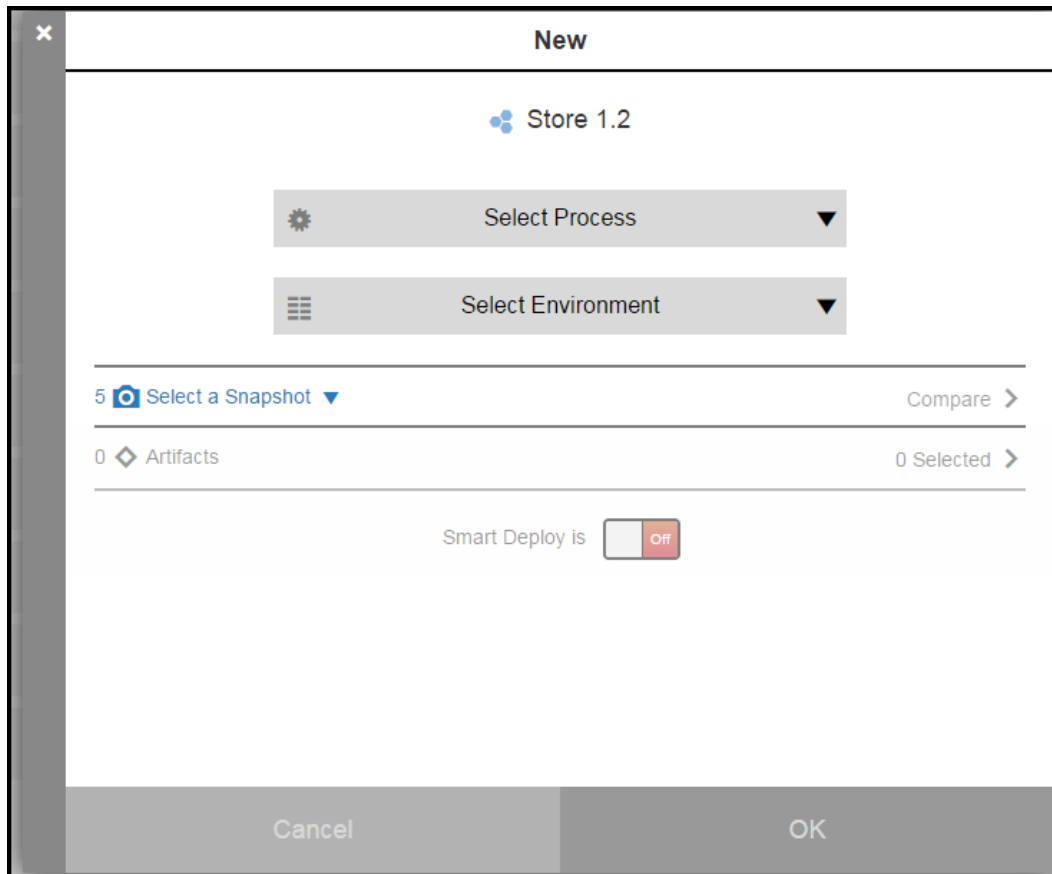 New
Store 1.2
Select Process
Select Environment
5 Select a Snapshot Compare
0 Artifacts 0 Selected
Smart Deploy is Off
Cancel OK